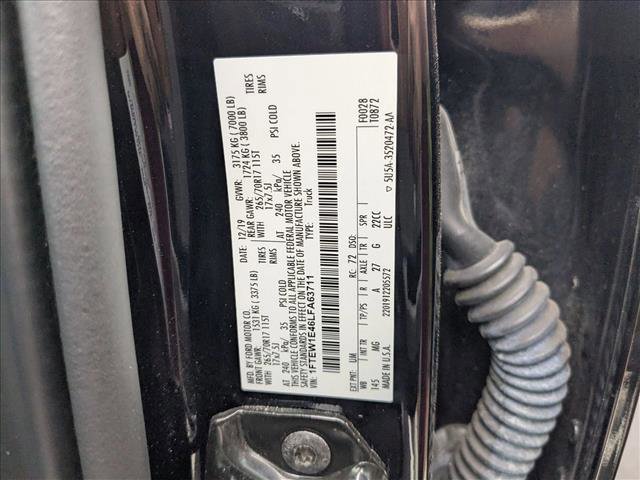 MFD. BY FORD MOTOR CO.
DATE: 12/19
GVWR: 3175 KG ( 7000 LB)
FRONT GAWR: 1531 KG ( 3375 LB)
REAR GAWR: 1724 KG ( 3800 LB)
WITH 265/70R17 115T TIRES
WITH 265/70R17 115T TIRES
17x7.5J RIMS
17x7.5J RIMS
AT 240 kPa/ 35 PSI COLD
AT 240 kPa/ 35 PSI COLD
THIS VEHICLE CONFORMS TO ALL APPLICABLE FEDERAL MOTOR VEHICLE
SAFETY STANDARDS IN EFFECT ON THE DATE OF MANUFACTURE SHOWN ABOVE.
VIN: 1FTEW1E46LFA63711
TYPE: Truck
EXT PNT: UM RC: 72 DSO: F0028
T0872
WB INT TR TP/PS R AXLE TR SPR
145 MG A 27 G 22CC
MADE IN U.S.A. 2201912205572 ULC
5U5A-3520472-AA